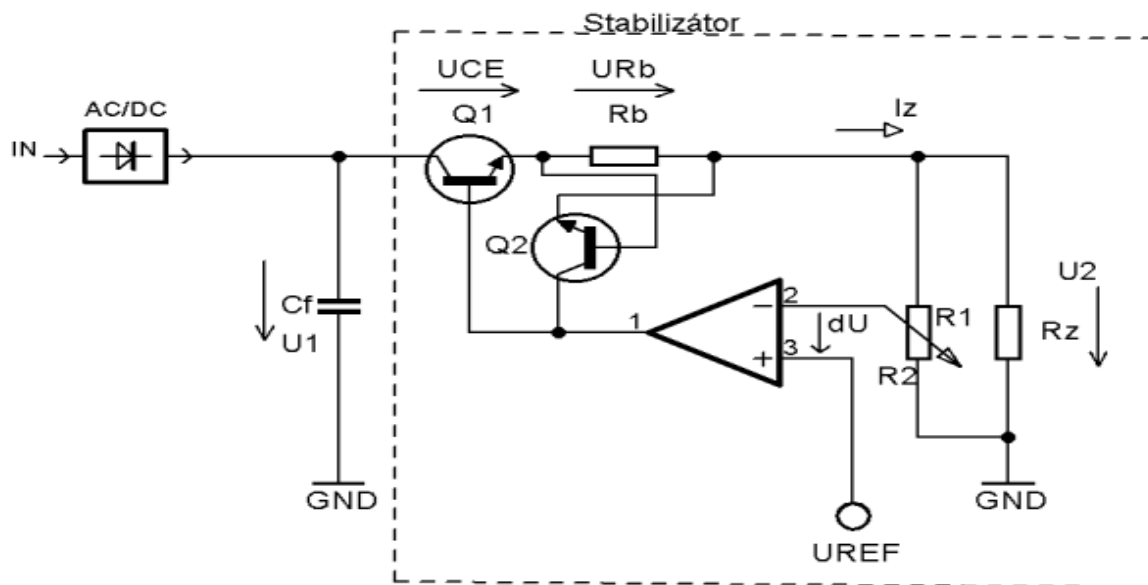 Stabilizátor
UCE
URb
AC/DC
Q1
Rb
Iz
IN
Q2
U2
Cf
U1
1
2
dU
3
R1
R2
Rz
GND
GND
UREF